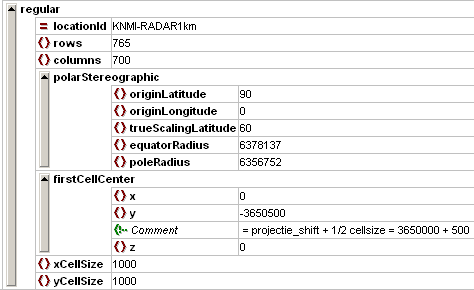 regular
locationId KNMI-RADAR1km
rows 765
columns 700
polarStereographic
originLatitude 90
originLongitude 0
trueScalingLatitude 60
equatorRadius 6378137
poleRadius 6356752
firstCellCenter
x 0
y -3650500
Comment = projectie_shift + 1/2 cellsize = 3650000 + 500
z 0
xCellSize 1000
yCellSize 1000